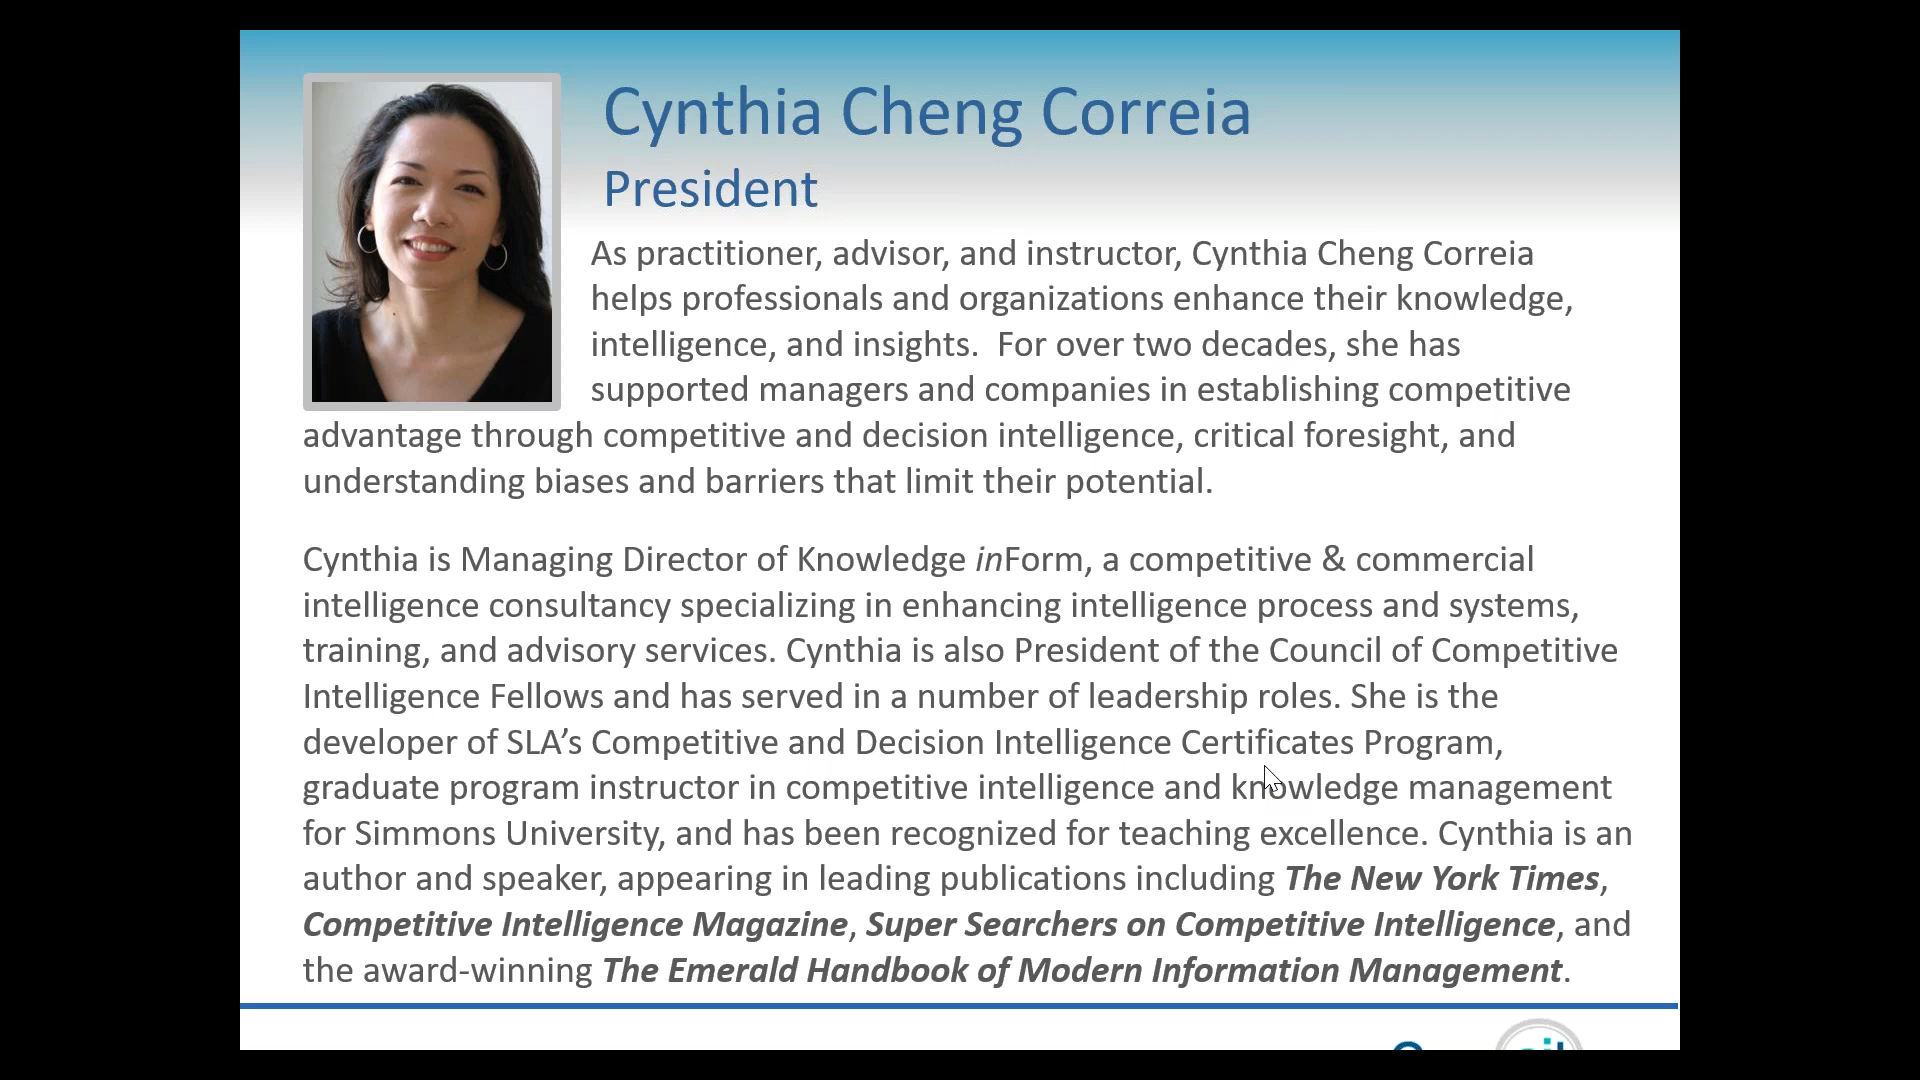 Cynthia Cheng Correia
President
As practitioner, advisor, and instructor, Cynthia Cheng Correia
helps professionals and organizations enhance their knowledge,
intelligence, and insights.  For over two decades, she has
supported managers and companies in establishing competitive
advantage through competitive and decision intelligence, critical foresight, and
understanding biases and barriers that limit their potential.
Cynthia is Managing Director of Knowledge inForm, a competitive & commercial
intelligence consultancy specializing in enhancing intelligence process and systems,
training, and advisory services. Cynthia is also President of the Council of Competitive
Intelligence Fellows and has served in a number of leadership roles. She is the
developer of SLA’s Competitive and Decision Intelligence Certificates Program,
graduate program instructor in competitive intelligence and knowledge management
for Simmons University, and has been recognized for teaching excellence. Cynthia is an
author and speaker, appearing in leading publications including The New York Times,
Competitive Intelligence Magazine, Super Searchers on Competitive Intelligence, and
the award-winning The Emerald Handbook of Modern Information Management.